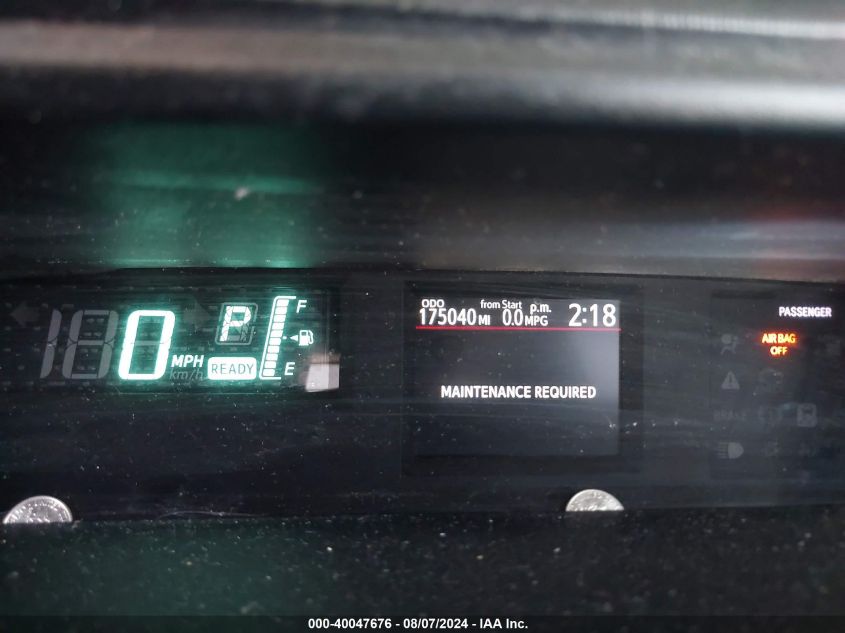 0 MPH
km/h
P
READY
F
E
ODO from Start p.m.
175040 MI 0.0 MPG 2:18
MAINTENANCE REQUIRED
PASSENGER
AIR BAG
OFF
000-40047676 - 08/07/2024 - IAA Inc.